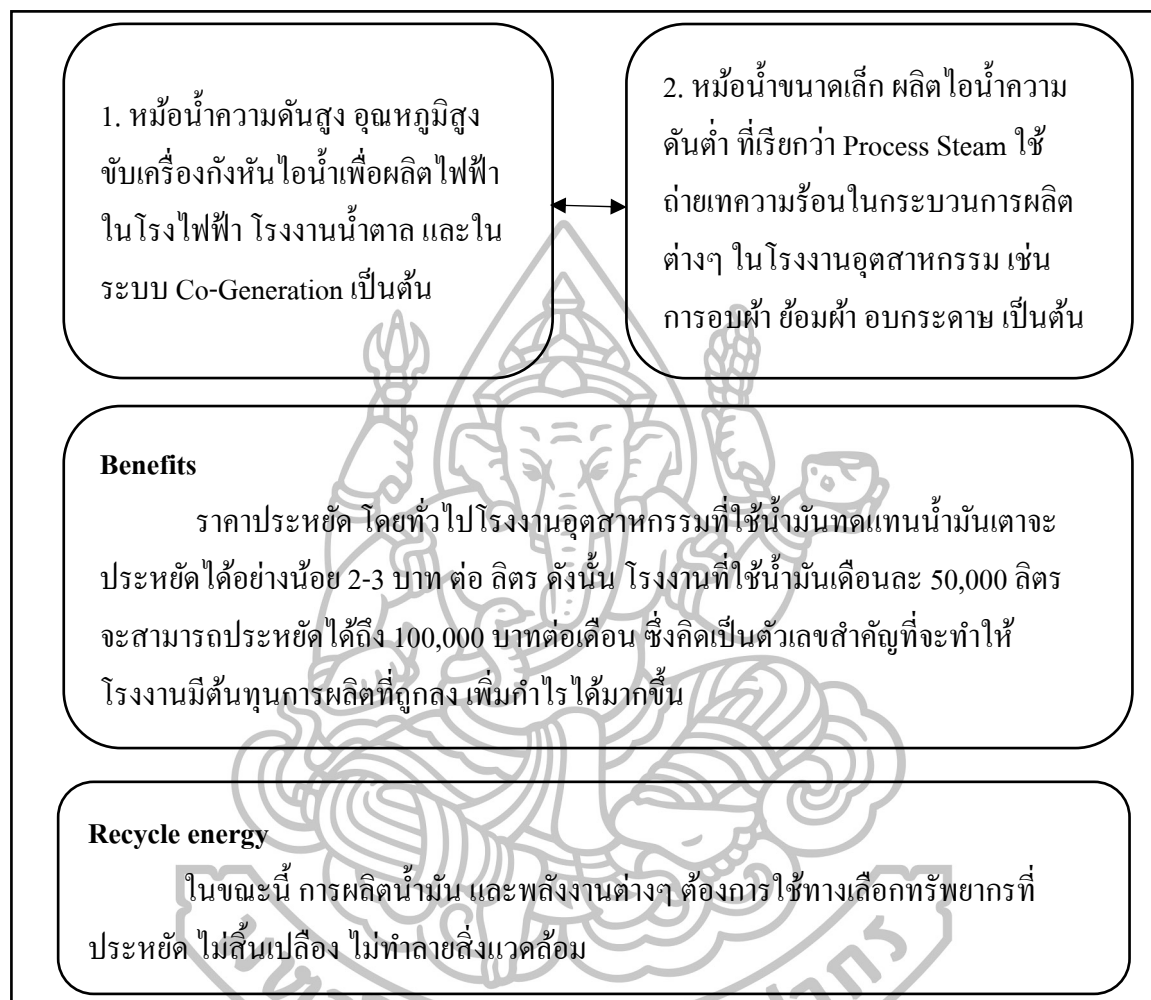 1. หม้อน้ำความดันสูง อุณหภูมิสูง
ขับเครื่องกังหันไอน้ำเพื่อผลิตไฟฟ้า
ในโรงไฟฟ้า โรงงานน้ำตาล และใน
ระบบ Co-Generation เป็นต้น
2. หม้อน้ำขนาดเล็ก ผลิตไอน้ำความ
ดันต่ำ ที่เรียกว่า Process Steam ใช้
ถ่ายเทความร้อนในกระบวนการผลิต
ต่างๆ ในโรงงานอุตสาหกรรม เช่น
การอบผ้า ย้อมผ้า อบกระดาษ เป็นต้น
Benefits
ราคาประหยัด โดยทั่วไปโรงงานอุตสาหกรรมที่ใช้น้ำมันทดแทนน้ำมันเตาจะ
ประหยัดได้อย่างน้อย 2-3 บาท ต่อ ลิตร ดังนั้น โรงงานที่ใช้น้ำมันเดือนละ 50,000 ลิตร
จะสามารถประหยัดได้ถึง 100,000 บาทต่อเดือน ซึ่งคิดเป็นตัวเลขสำคัญที่จะทำให้
โรงงานมีต้นทุนการผลิตที่ถูกลง เพิ่มกำไรได้มากขึ้น
Recycle energy
ในขณะนี้ การผลิตน้ำมัน และพลังงานต่างๆ ต้องการใช้ทางเลือกทรัพยากรที่
ประหยัด ไม่สิ้นเปลือง ไม่ทำลายสิ่งแวดล้อม